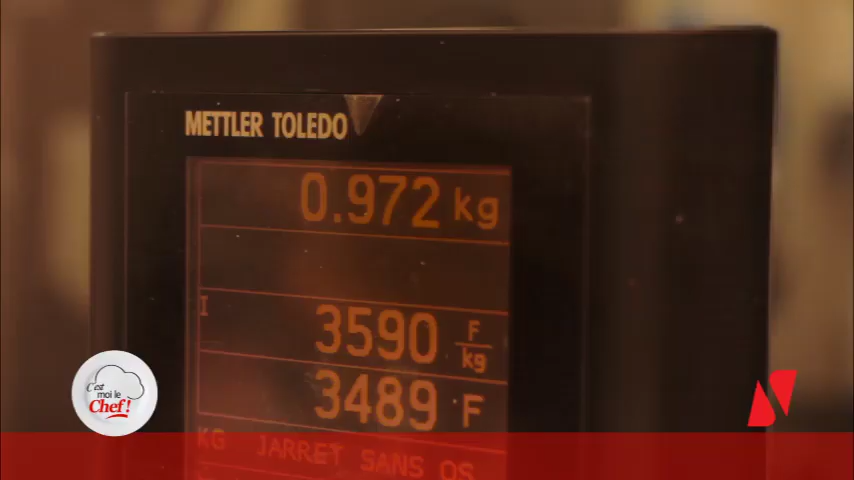 METTLER TOLEDO
0.972 kg
I
3590 F/kg
3489 F
KG JARRET SANS OS
C'est
moi le
Chef!